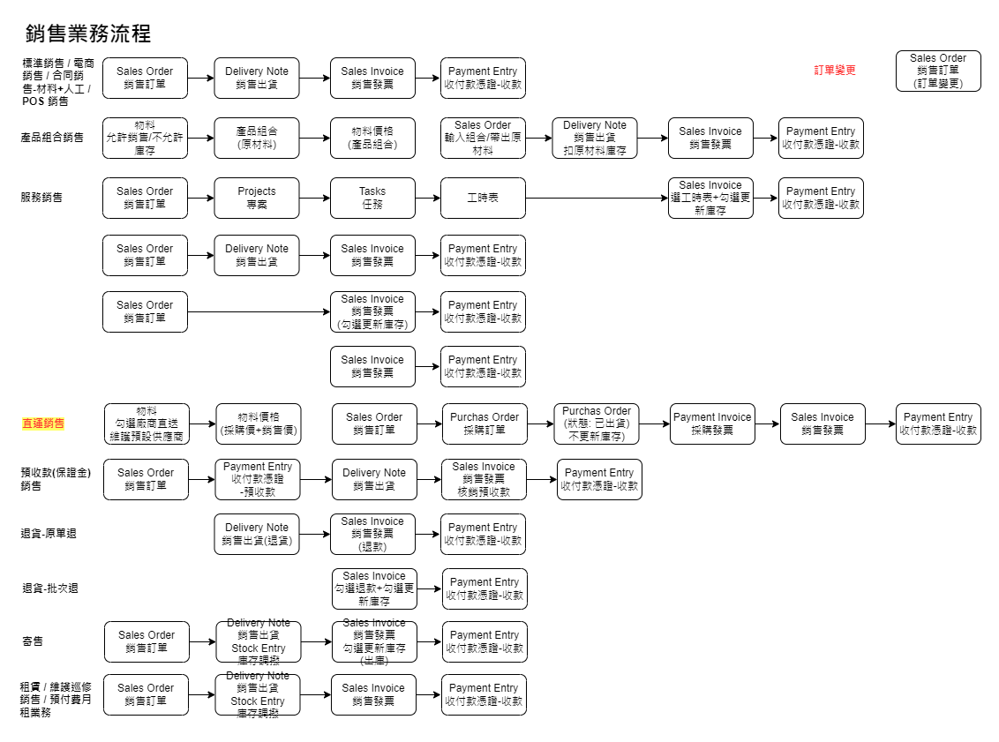 銷售業務流程
標準銷售 / 電商
銷售 / 合同銷
售-材料+人工 /
POS 銷售
Sales Order
銷售訂單
Delivery Note
銷售出貨
Sales Invoice
銷售發票
Payment Entry
收付款憑證-收款
訂單變更
Sales Order
銷售訂單
(訂單變更)
產品組合銷售
物料
允許銷售/不允許
庫存
產品組合
(原材料)
物料價格
(產品組合)
Sales Order
輸入組合/帶出原
材料
Delivery Note
銷售出貨
扣原材料庫存
Sales Invoice
銷售發票
Payment Entry
收付款憑證-收款
服務銷售
Sales Order
銷售訂單
Projects
專案
Tasks
任務
工時表
Sales Invoice
選工時表+勾選更
新庫存
Payment Entry
收付款憑證-收款
Sales Order
銷售訂單
Delivery Note
銷售出貨
Sales Invoice
銷售發票
Payment Entry
收付款憑證-收款
Sales Order
銷售訂單
Sales Invoice
銷售發票
(勾選更新庫存)
Payment Entry
收付款憑證-收款
Sales Invoice
銷售發票
Payment Entry
收付款憑證-收款
直運銷售
物料
勾選廠商直送
維護預設供應商
物料價格
(採購價+銷售價)
Sales Order
銷售訂單
Purchas Order
採購訂單
Purchas Order
(狀態: 已出貨)
不更新庫存)
Payment Invoice
採購發票
Sales Invoice
銷售發票
Payment Entry
收付款憑證-收款
預收款(保證金)
銷售
Sales Order
銷售訂單
Payment Entry
收付款憑證
-預收款
Delivery Note
銷售出貨
Sales Invoice
銷售發票
核銷預收款
Payment Entry
收付款憑證-收款
退貨-原單退
Delivery Note
銷售出貨(退貨)
Sales Invoice
銷售發票
(退款)
Payment Entry
收付款憑證-收款
退貨-批次退
Sales Invoice
勾選退款+勾選更
新庫存
Payment Entry
收付款憑證-收款
寄售
Sales Order
銷售訂單
Delivery Note
銷售出貨
Stock Entry
庫存調撥
Sales Invoice
銷售發票
勾選更新庫存
(出庫)
Payment Entry
收付款憑證-收款
租賃 / 維護巡修
銷售 / 預付費月
租業務
Sales Order
銷售訂單
Delivery Note
銷售出貨
Stock Entry
庫存調撥
Sales Invoice
銷售發票
Payment Entry
收付款憑證-收款